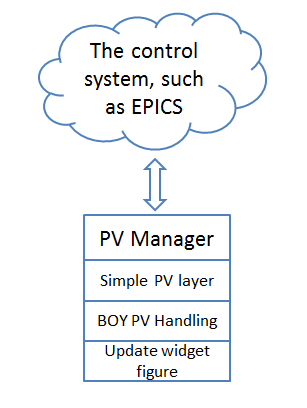 The control
system, such
as EPICS
PV Manager
Simple PV layer
BOY PV Handling
Update widget
figure